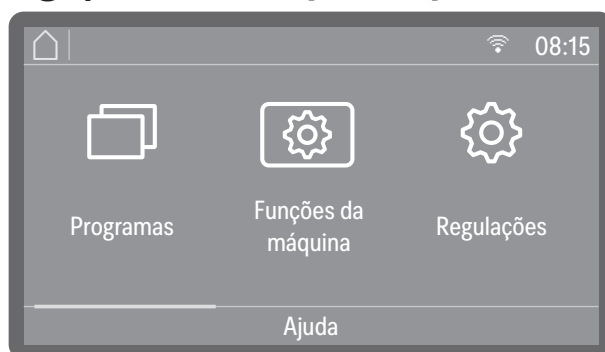 08:15
Programas
Funções da
máquina
Regulações
Ajuda